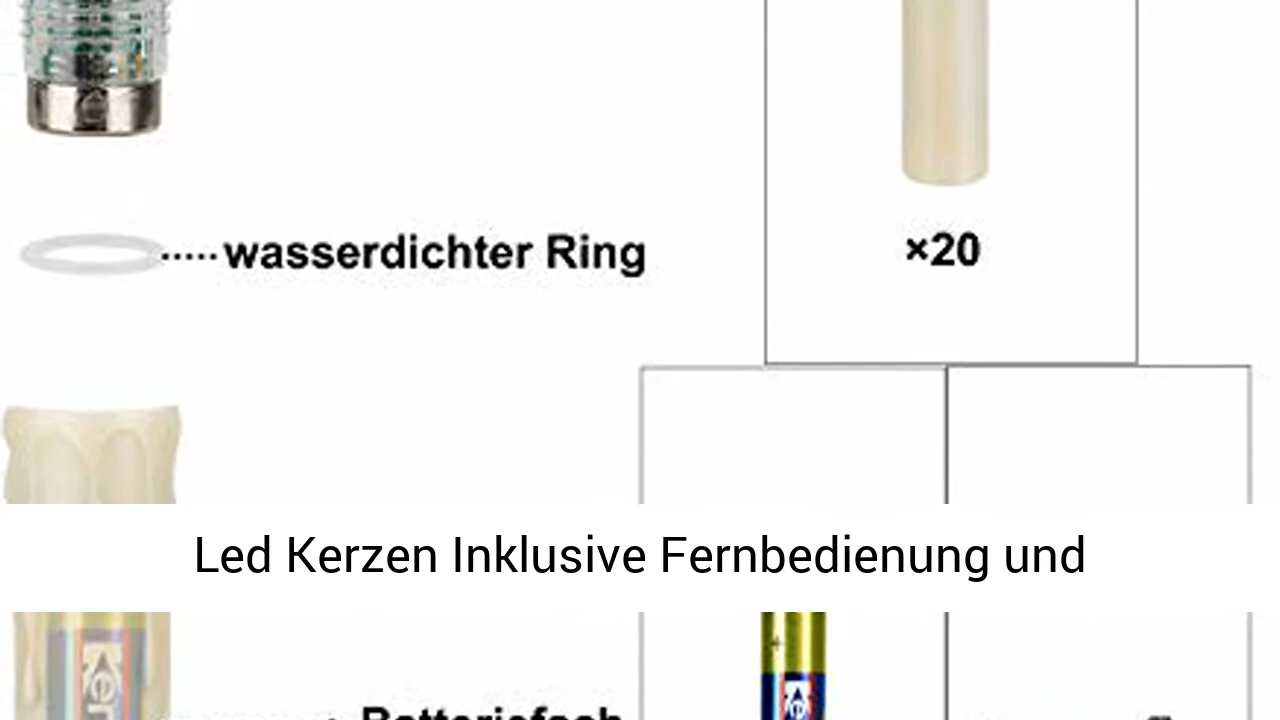 wasserdichter Ring
×20
Led Kerzen Inklusive Fernbedienung und
Batteriefach